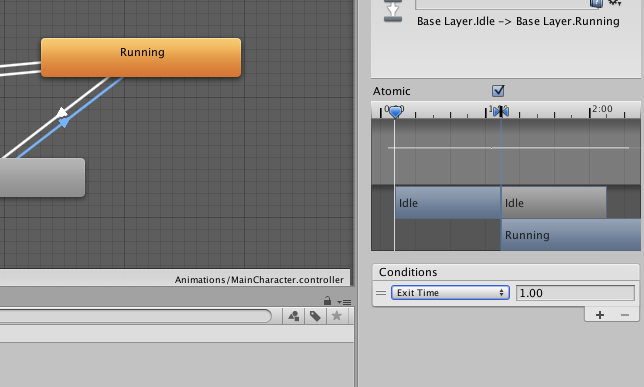 Running
Base Layer.Idle -> Base Layer.Running
Atomic
2:00
Idle
Idle
Running
Animations/MainCharacter.controller
Conditions
Exit Time
1.00